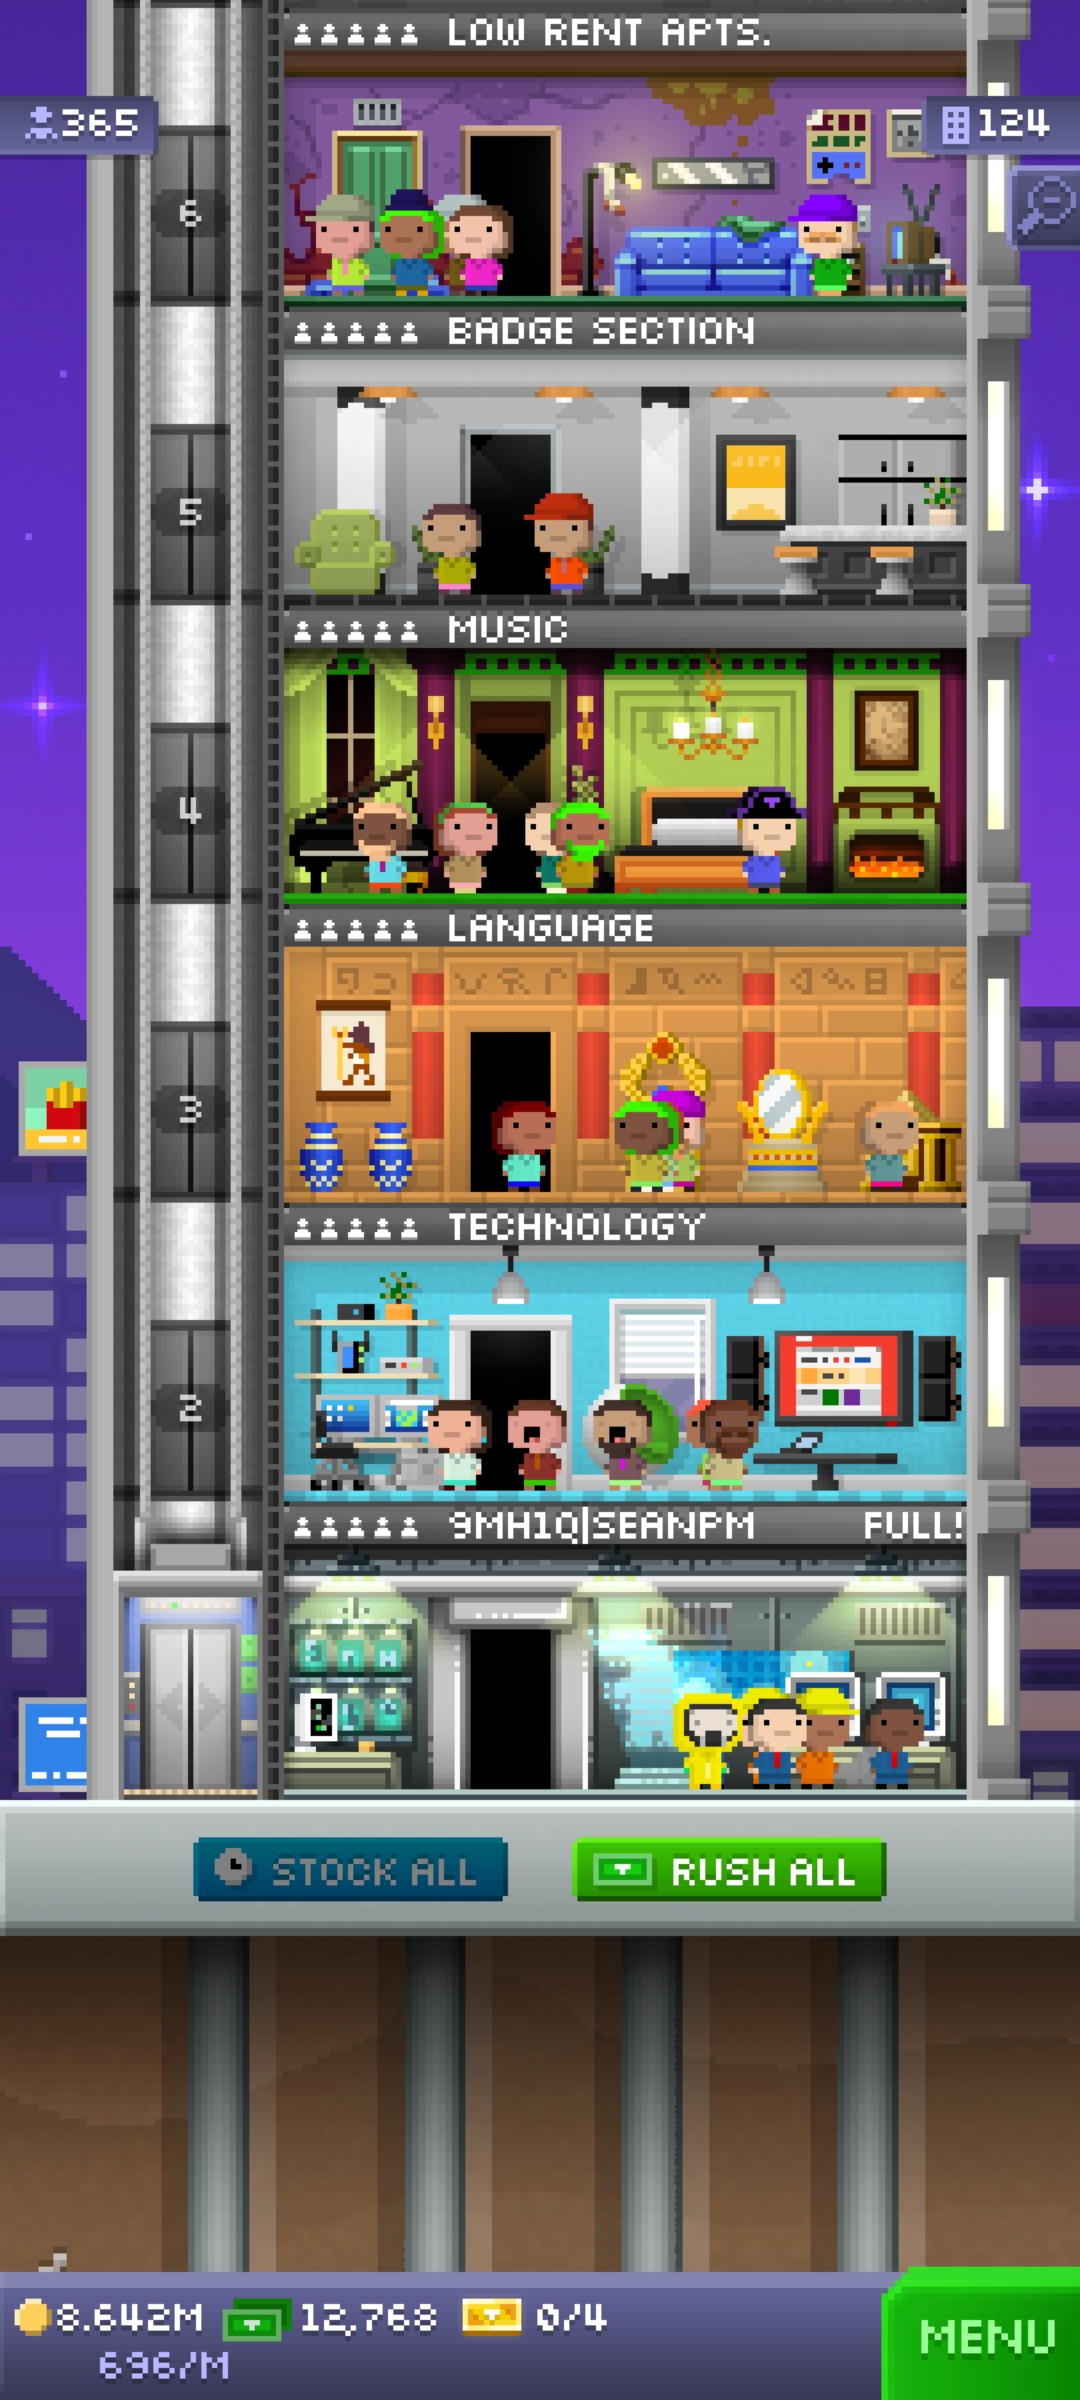 LOW RENT APTS.
365
124
6
BADGE SECTION
5
MUSIC
4
LANGUAGE
3
TECHNOLOGY
2
9MH1Q|SEANPM FULL!
STOCK ALL
RUSH ALL
8.642M 12,768 0/4
696/M
MENU